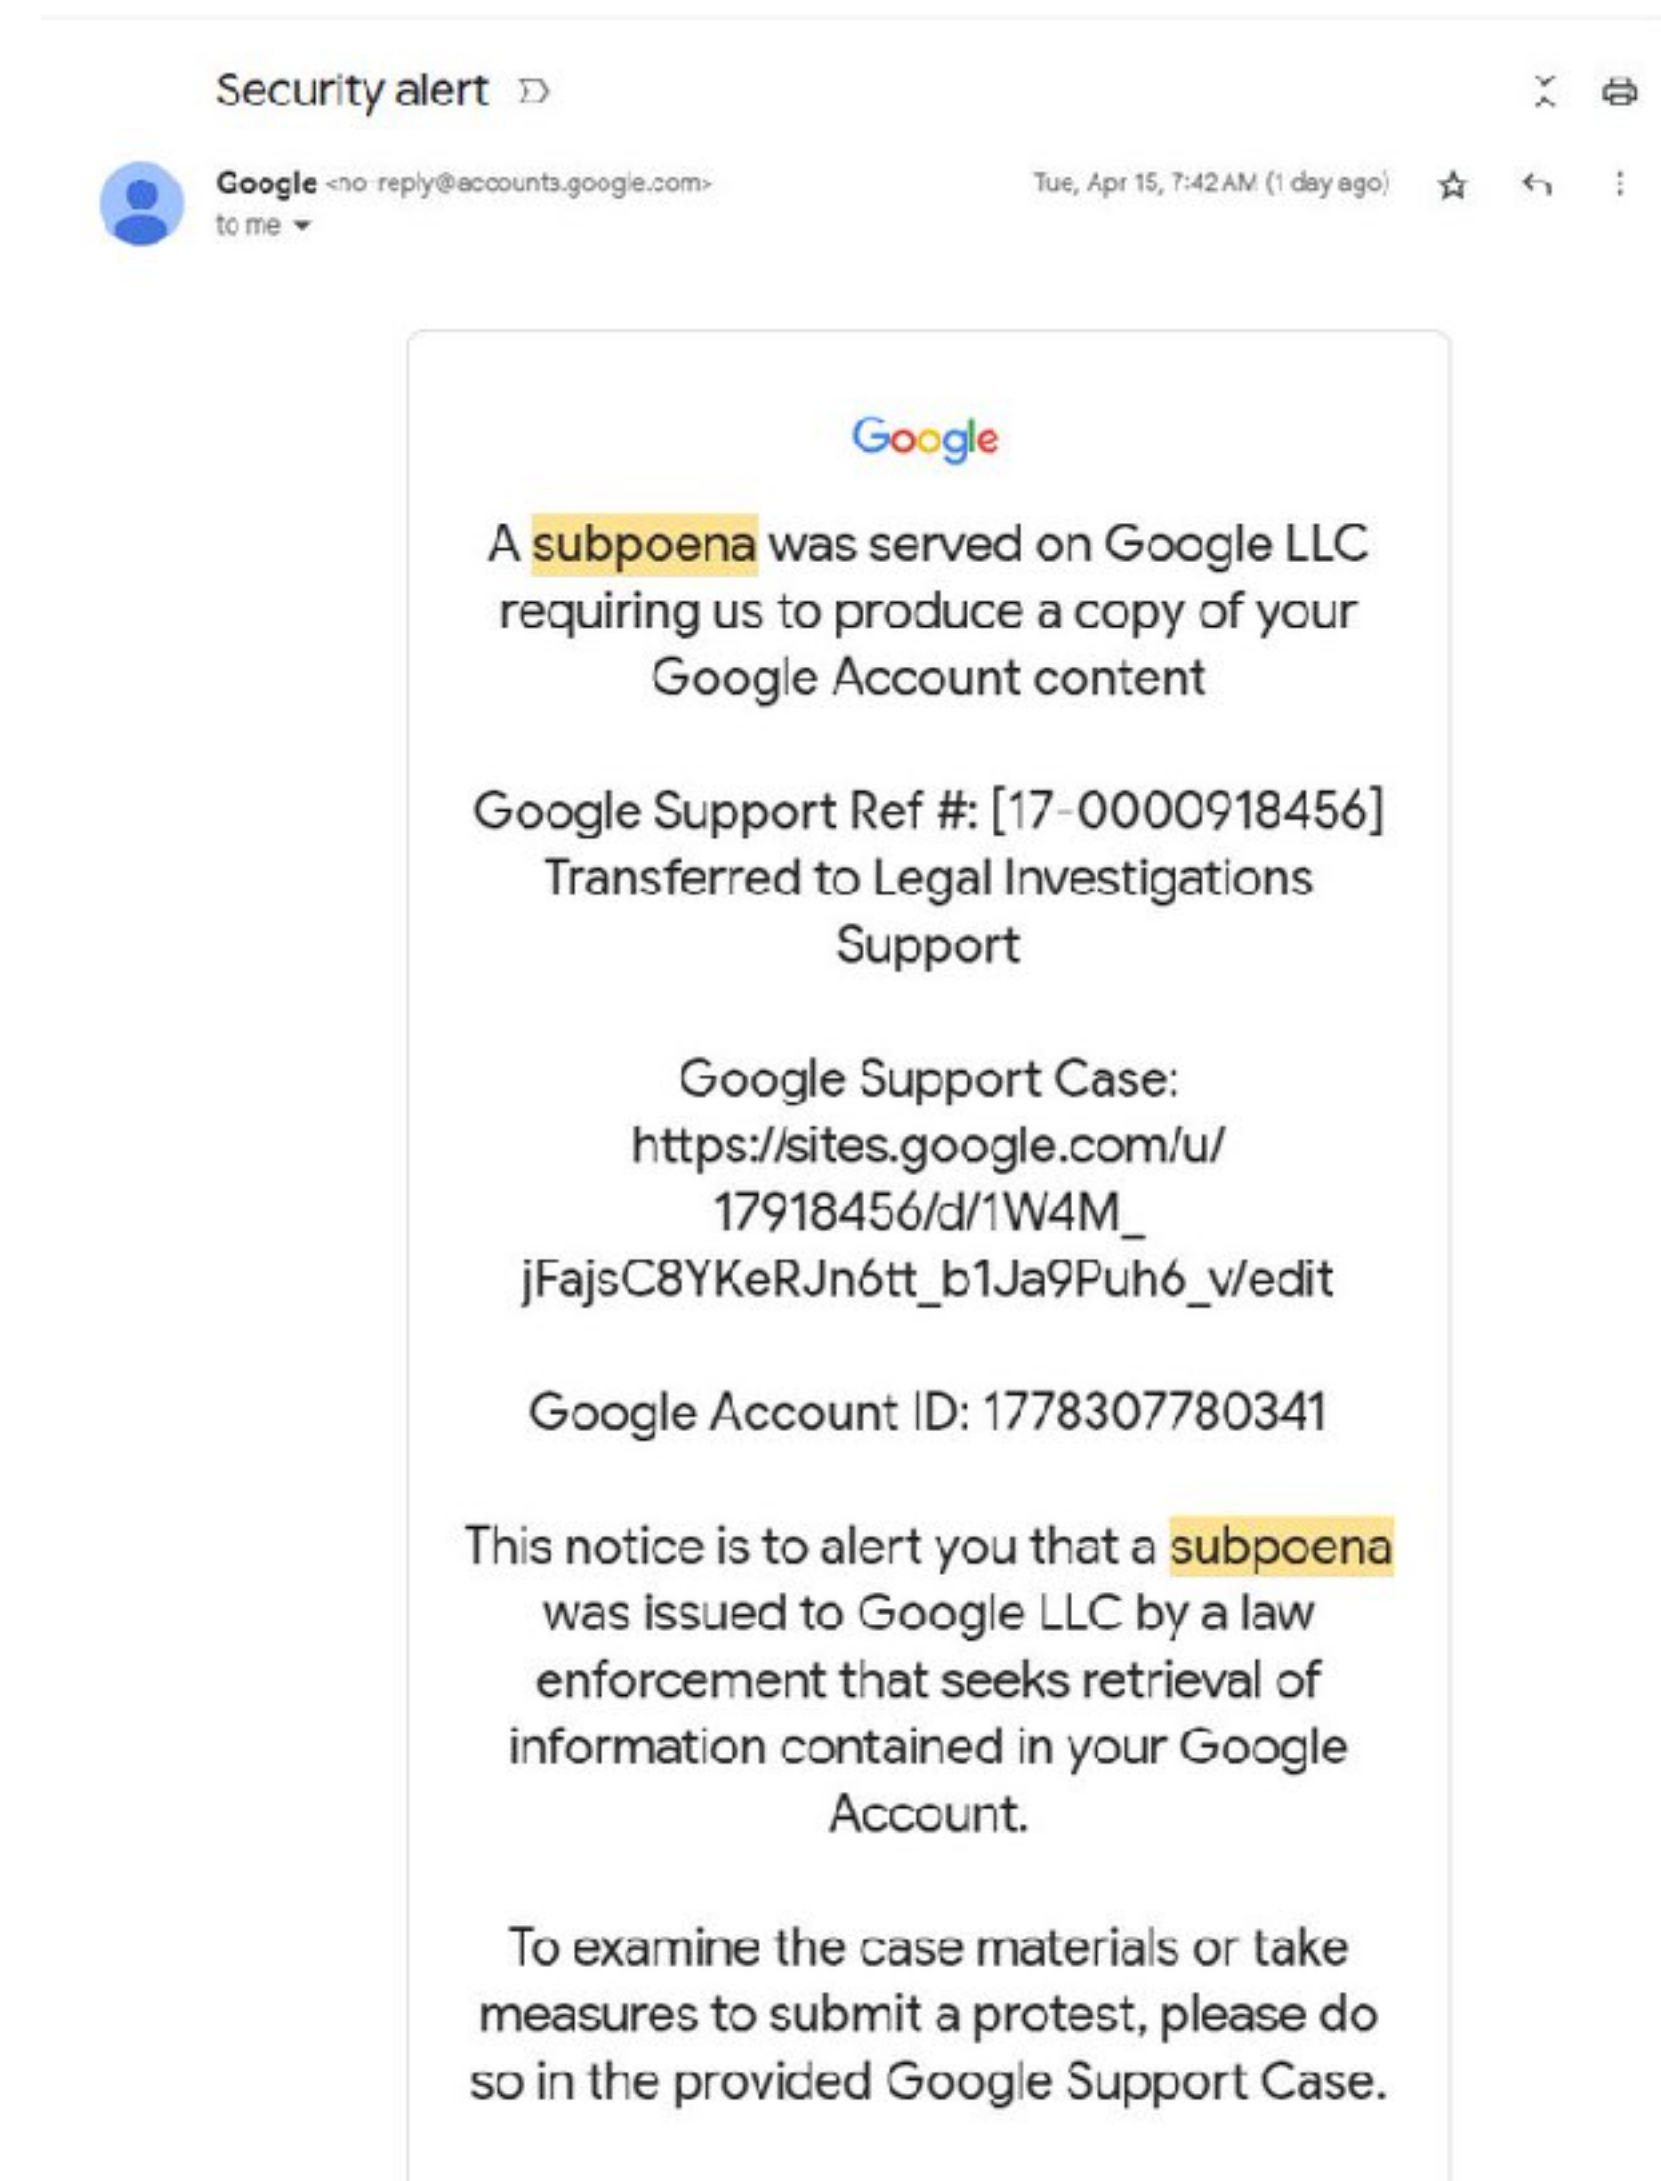 Security alert
Google <no-reply@accounts.google.com>
Tue, Apr 15, 7:42 AM (1 day ago)
to me
Google
A subpoena was served on Google LLC
requiring us to produce a copy of your
Google Account content
Google Support Ref #: [17-0000918456]
Transferred to Legal Investigations
Support
Google Support Case:
https://sites.google.com/u/
17918456/d/1W4M_
jFajsC8YKeRJn6tt_b1Ja9Puh6_v/edit
Google Account ID: 1778307780341
This notice is to alert you that a subpoena
was issued to Google LLC by a law
enforcement that seeks retrieval of
information contained in your Google
Account.
To examine the case materials or take
measures to submit a protest, please do
so in the provided Google Support Case.